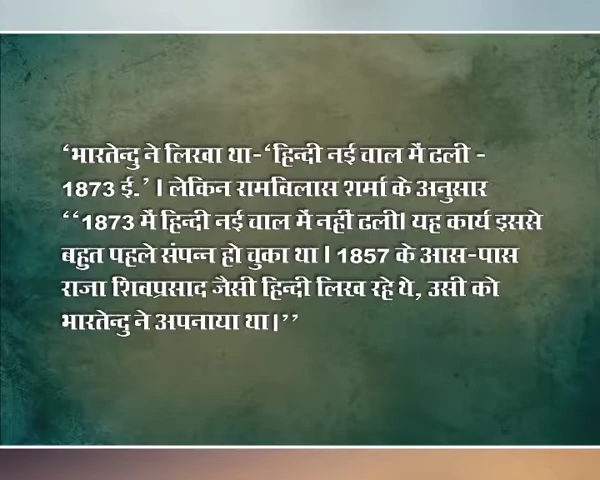 ‘भारतेन्दु ने लिखा था-‘हिन्दी नई चाल में ढली -
1873 ई.’ । लेकिन रामविलास शर्मा के अनुसार
‘‘1873 में हिन्दी नई चाल में नही ढली। यह कार्य इससे
बहुत पहले संपन्न हो चुका था । 1857 के आस-पास
राजा शिवप्रसाद जैसी हिन्दी लिख रहे थे, उसी को
भारतेन्दु ने अपनाया था।’’